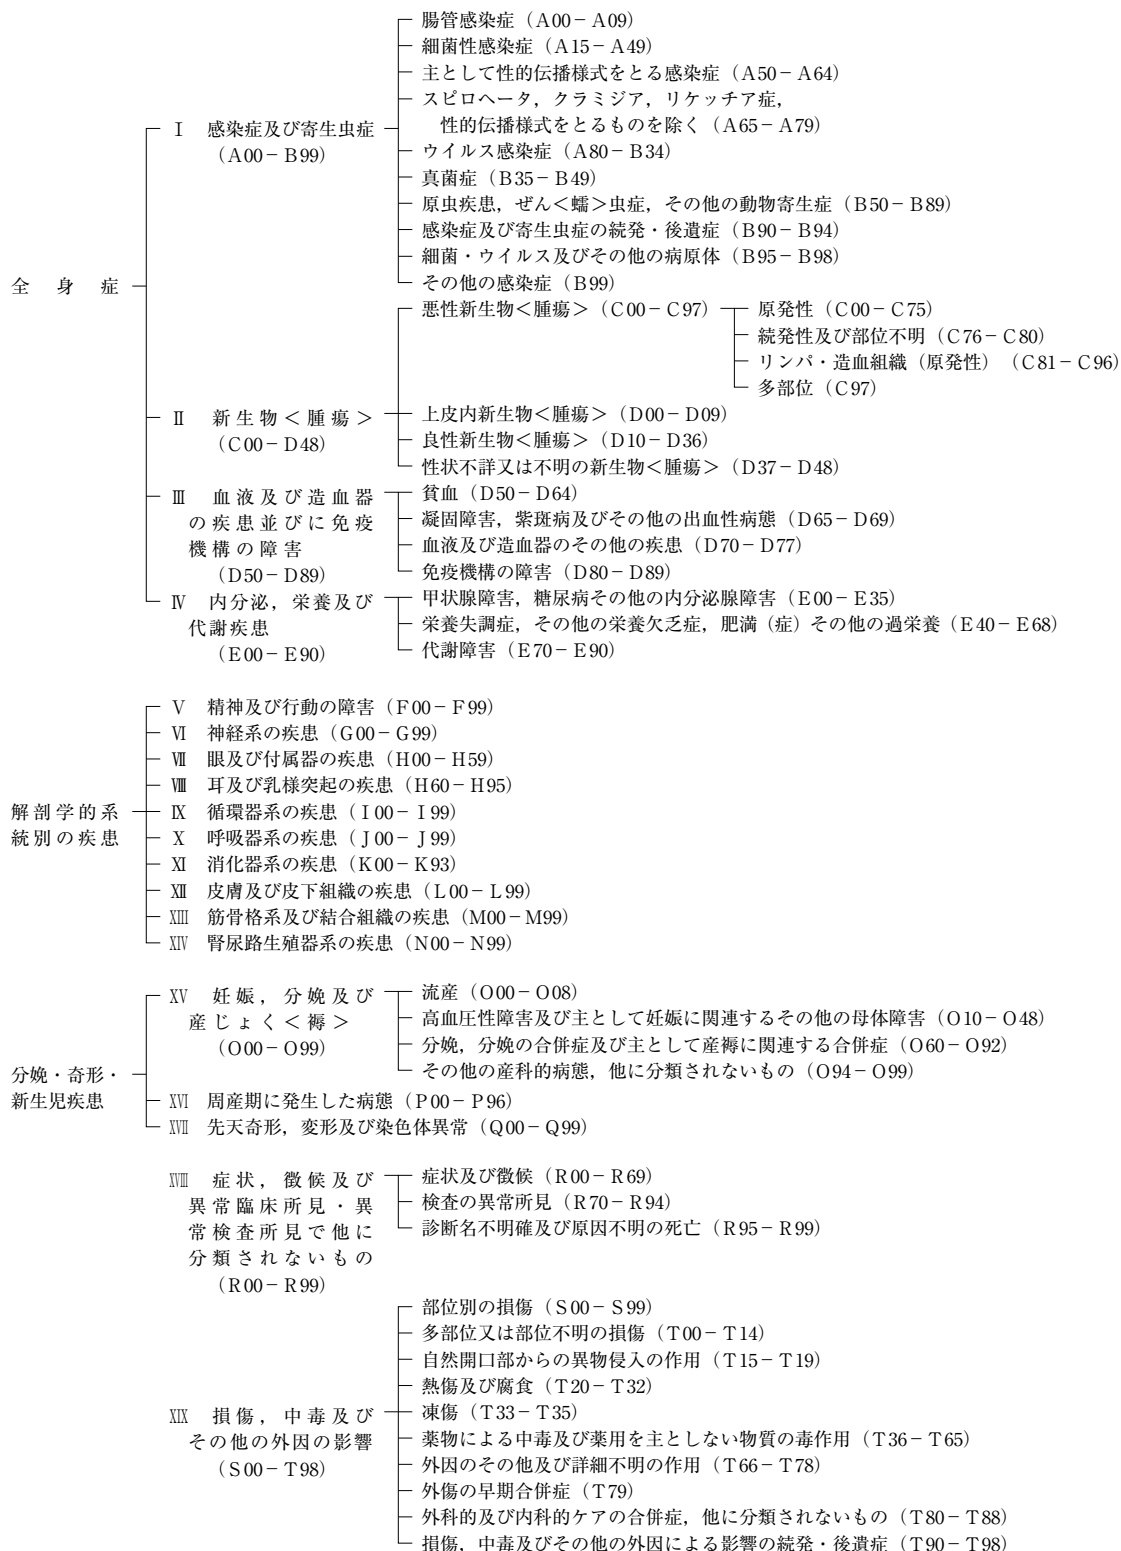 全身症
Ⅰ 感染症及び寄生虫症
(A00－B99)
腸管感染症(A00－A09)
細菌性感染症(A15－A49)
主として性的伝播様式をとる感染症(A50－A64)
スピロヘータ，クラミジア，リケッチア症，
性的伝播様式をとるものを除く(A65－A79)
ウイルス感染症(A80－B34)
真菌症(B35－B49)
原虫疾患，ぜん＜蠕＞虫症，その他の動物寄生症(B50－B89)
感染症及び寄生虫症の続発・後遺症(B90－B94)
細菌・ウイルス及びその他の病原体(B95－B98)
その他の感染症(B99)
Ⅱ 新生物＜腫瘍＞
(C00－D48)
悪性新生物＜腫瘍＞(C00－C97)
原発性(C00－C75)
続発性及び部位不明(C76－C80)
リンパ・造血組織(原発性)(C81－C96)
多部位(C97)
上皮内新生物＜腫瘍＞(D00－D09)
良性新生物＜腫瘍＞(D10－D36)
性状不詳又は不明の新生物＜腫瘍＞(D37－D48)
Ⅲ 血液及び造血器
の疾患並びに免疫
機構の障害
(D50－D89)
貧血(D50－D64)
凝固障害，紫斑病及びその他の出血性病態(D65－D69)
血液及び造血器のその他の疾患(D70－D77)
免疫機構の障害(D80－D89)
Ⅳ 内分泌，栄養及び
代謝疾患
(E00－E90)
甲状腺障害，糖尿病その他の内分泌腺障害(E00－E35)
栄養失調症，その他の栄養欠乏症，肥満(症)その他の過栄養(E40－E68)
代謝障害(E70－E90)
解剖学的系
統別の疾患
Ⅴ 精神及び行動の障害(F00－F99)
Ⅵ 神経系の疾患(G00－G99)
Ⅶ 眼及び付属器の疾患(H00－H59)
Ⅷ 耳及び乳様突起の疾患(H60－H95)
Ⅸ 循環器系の疾患(I00－I99)
Ⅹ 呼吸器系の疾患(J00－J99)
Ⅺ 消化器系の疾患(K00－K93)
Ⅻ 皮膚及び皮下組織の疾患(L00－L99)
XIII 筋骨格系及び結合組織の疾患(M00－M99)
XIV 腎尿路生殖器系の疾患(N00－N99)
分娩・奇形・
新生児疾患
XV 妊娠，分娩及び
産じょく＜褥＞
(O00－O99)
流産(O00－O08)
高血圧性障害及び主として妊娠に関連するその他の母体障害(O10－O48)
分娩，分娩の合併症及び主として産褥に関連する合併症(O60－O92)
その他の産科的病態，他に分類されないもの(O94－O99)
XVI 周産期に発生した病態(P00－P96)
XVII 先天奇形，変形及び染色体異常(Q00－Q99)
XVIII 症状，徴候及び
異常臨床所見・異
常検査所見で他に
分類されないもの
(R00－R99)
症状及び徴候(R00－R69)
検査の異常所見(R70－R94)
診断名不明確及び原因不明の死亡(R95－R99)
XIX 損傷，中毒及び
その他の外因の影響
(S00－T98)
部位別の損傷(S00－S99)
多部位又は部位不明の損傷(T00－T14)
自然開口部からの異物侵入の作用(T15－T19)
熱傷及び腐食(T20－T32)
凍傷(T33－T35)
薬物による中毒及び薬用を主としない物質の毒作用(T36－T65)
外因のその他及び詳細不明の作用(T66－T78)
外傷の早期合併症(T79)
外科的及び内科的ケアの合併症，他に分類されないもの(T80－T88)
損傷，中毒及びその他の外因による影響の続発・後遺症(T90－T98)